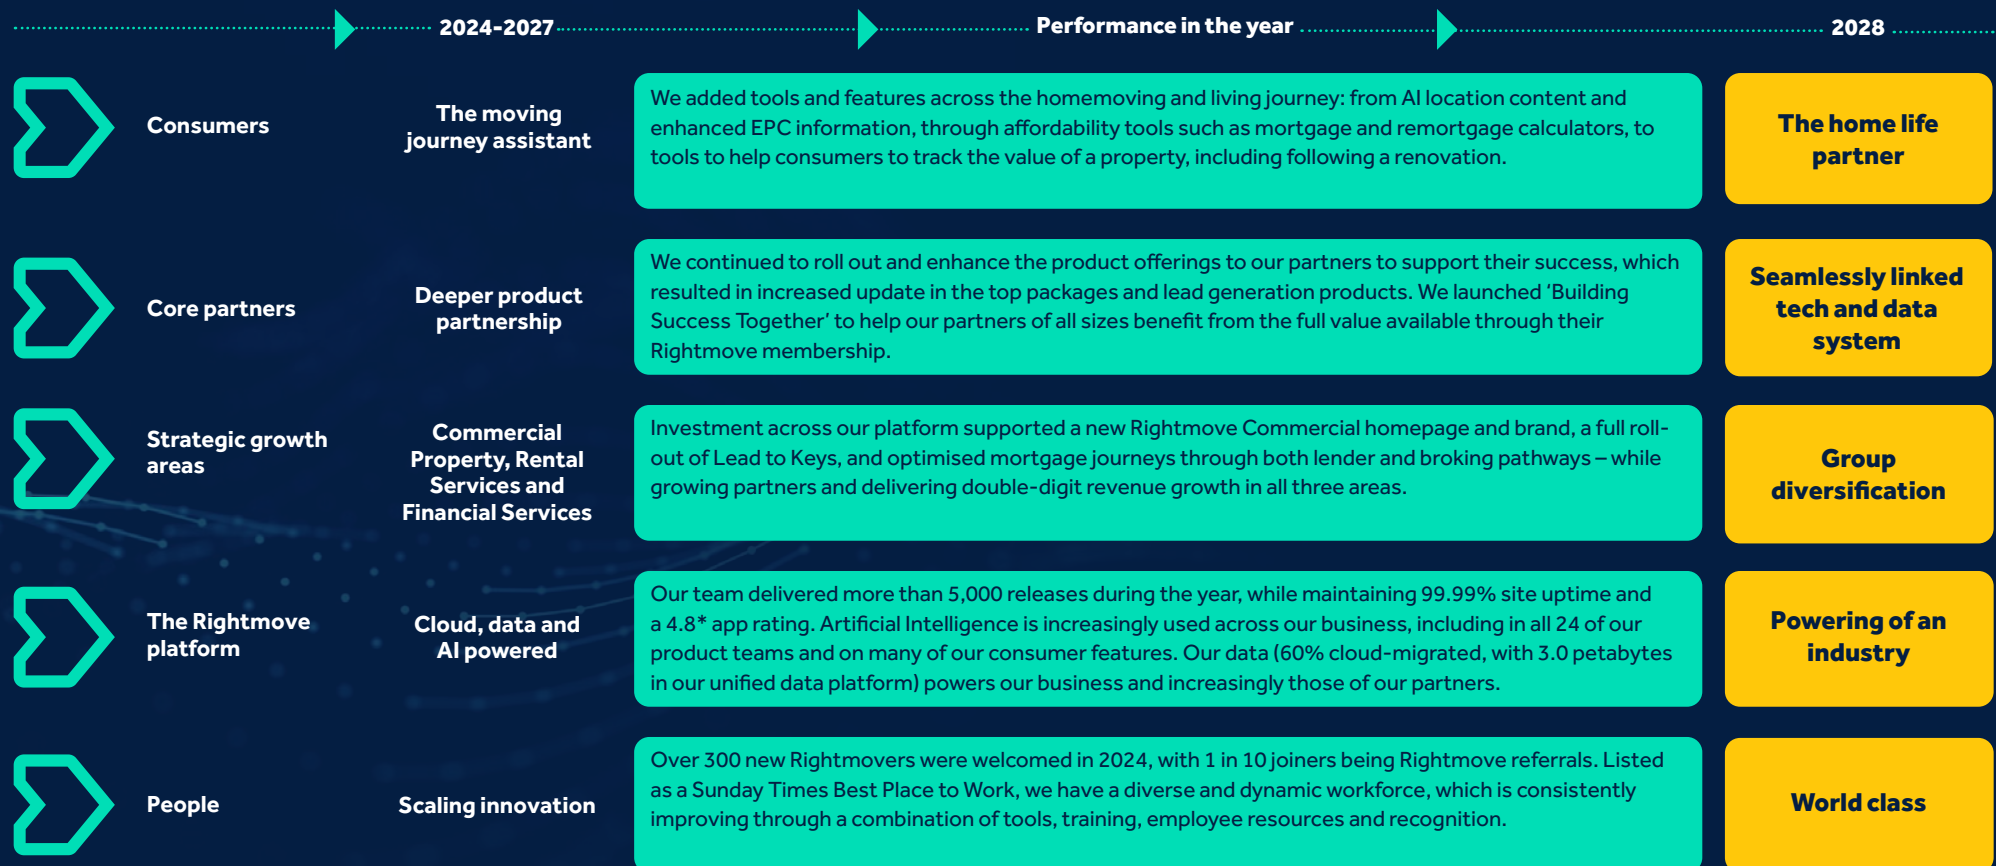 2024-2027
Performance in the year
2028
Consumers
The moving
journey assistant
We added tools and features across the homemoving and living journey: from AI location content and
enhanced EPC information, through affordability tools such as mortgage and remortgage calculators, to
tools to help consumers to track the value of a property, including following a renovation.
The home life
partner
Core partners
Deeper product
partnership
We continued to roll out and enhance the product offerings to our partners to support their success, which
resulted in increased update in the top packages and lead generation products. We launched ‘Building
Success Together’ to help our partners of all sizes benefit from the full value available through their
Rightmove membership.
Seamlessly linked
tech and data
system
Strategic growth
areas
Commercial
Property, Rental
Services and
Financial Services
Investment across our platform supported a new Rightmove Commercial homepage and brand, a full roll-
out of Lead to Keys, and optimised mortgage journeys through both lender and broking pathways – while
growing partners and delivering double-digit revenue growth in all three areas.
Group
diversification
The Rightmove
platform
Cloud, data and
AI powered
Our team delivered more than 5,000 releases during the year, while maintaining 99.99% site uptime and
a 4.8* app rating. Artificial Intelligence is increasingly used across our business, including in all 24 of our
product teams and on many of our consumer features. Our data (60% cloud-migrated, with 3.0 petabytes
in our unified data platform) powers our business and increasingly those of our partners.
Powering of an
industry
People
Scaling innovation
Over 300 new Rightmovers were welcomed in 2024, with 1 in 10 joiners being Rightmove referrals. Listed
as a Sunday Times Best Place to Work, we have a diverse and dynamic workforce, which is consistently
improving through a combination of tools, training, employee resources and recognition.
World class